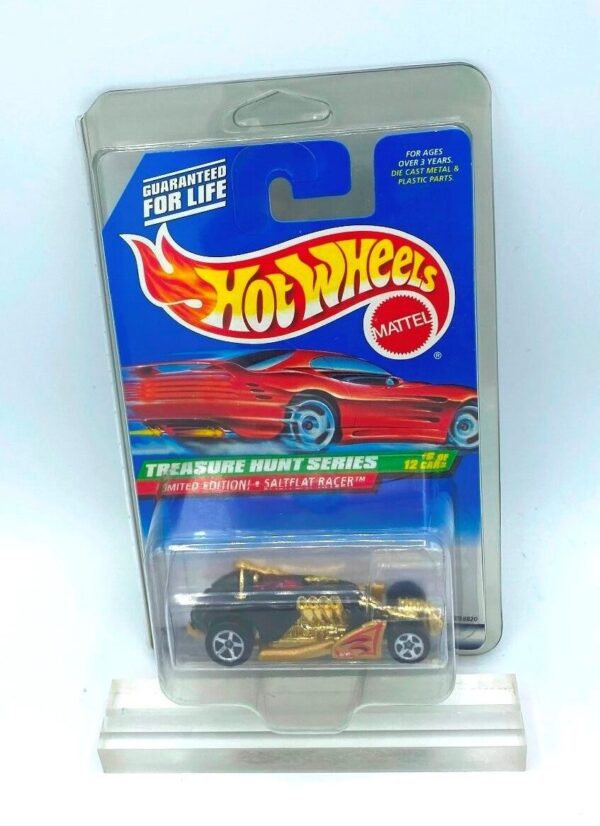 GUARANTEED
FOR LIFE
FOR AGES
OVER 3 YEARS.
DIE CAST METAL &
PLASTIC PARTS.
HOT WHEELS
MATTEL
®
TREASURE HUNT SERIES
OF
12 CARS
LIMITED EDITION! • SALTFLAT RACER™